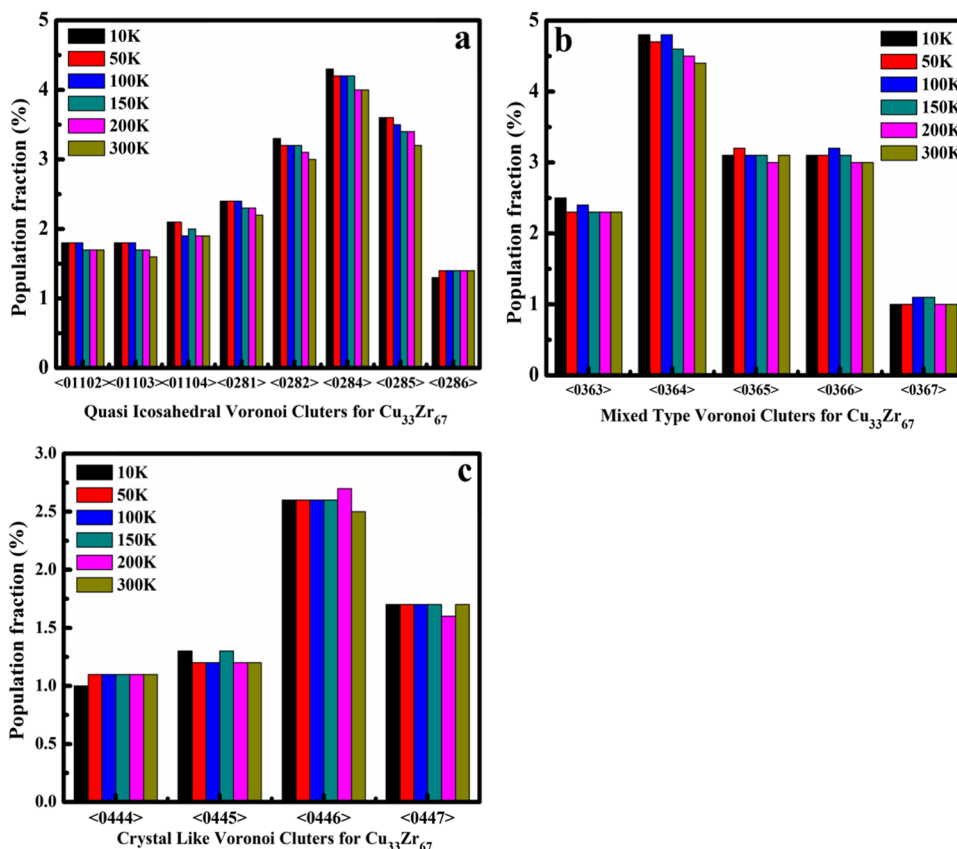 a
10K
50K
100K
150K
200K
300K
Population fraction (%)
5
4
3
2
1
0
<01102><01103><01104><0281> <0282> <0284> <0285> <0286>
Quasi Icosahedral Voronoi Cluters for Cu33Zr67
b
10K
50K
100K
150K
200K
300K
Population fraction (%)
5
4
3
2
1
0
<0363> <0364> <0365> <0366> <0367>
Mixed Type Voronoi Cluters for Cu33Zr67
c
10K
50K
100K
150K
200K
300K
Population fraction (%)
3.0
2.5
2.0
1.5
1.0
0.5
0.0
<0444> <0445> <0446> <0447>
Crystal Like Voronoi Cluters for Cu33Zr67